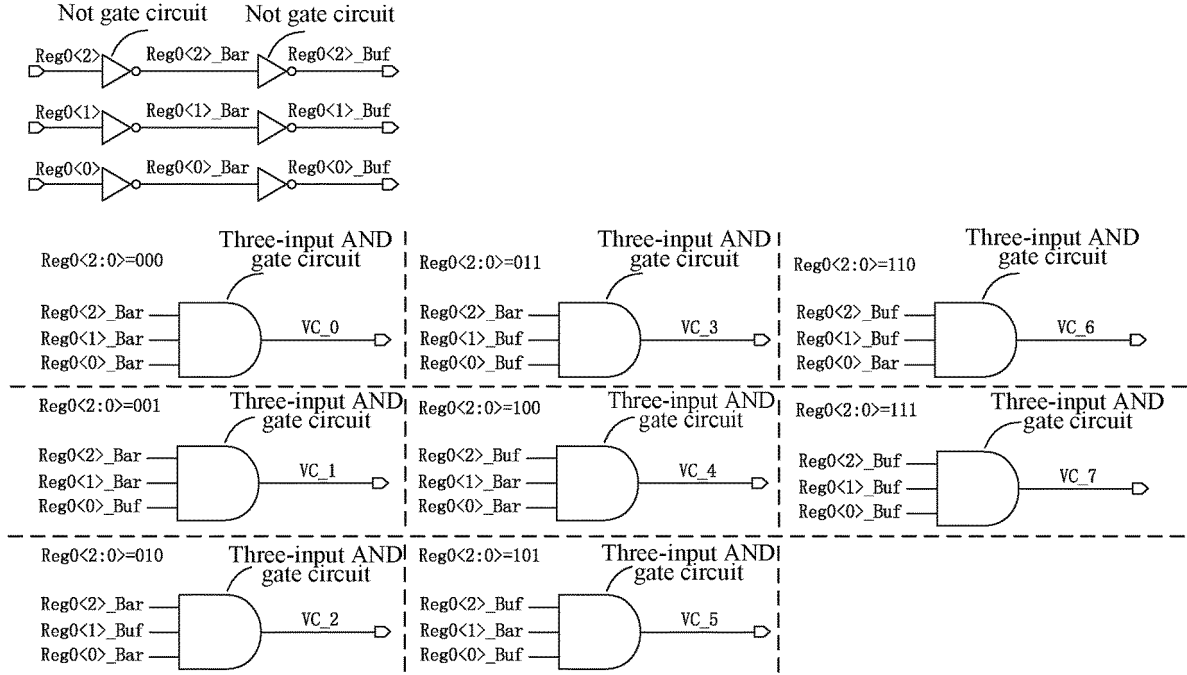 Not gate circuit
Not gate circuit
Reg0<2>
Reg0<2>_Bar
Reg0<2>_Buf
Reg0<1>
Reg0<1>_Bar
Reg0<1>_Buf
Reg0<0>
Reg0<0>_Bar
Reg0<0>_Buf
Reg0<2:0>=000
Three-input AND
gate circuit
Reg0<2>_Bar
Reg0<1>_Bar
Reg0<0>_Bar
VC_0
Reg0<2:0>=011
Three-input AND
gate circuit
Reg0<2>_Bar
Reg0<1>_Buf
Reg0<0>_Buf
VC_3
Reg0<2:0>=110
Three-input AND
gate circuit
Reg0<2>_Buf
Reg0<1>_Buf
Reg0<0>_Bar
VC_6
Reg0<2:0>=001
Three-input AND
gate circuit
Reg0<2>_Bar
Reg0<1>_Bar
Reg0<0>_Buf
VC_1
Reg0<2:0>=100
Three-input AND
gate circuit
Reg0<2>_Buf
Reg0<1>_Bar
Reg0<0>_Bar
VC_4
Reg0<2:0>=111
Three-input AND
gate circuit
Reg0<2>_Buf
Reg0<1>_Buf
Reg0<0>_Buf
VC_7
Reg0<2:0>=010
Three-input AND
gate circuit
Reg0<2>_Bar
Reg0<1>_Buf
Reg0<0>_Bar
VC_2
Reg0<2:0>=101
Three-input AND
gate circuit
Reg0<2>_Buf
Reg0<1>_Bar
Reg0<0>_Buf
VC_5